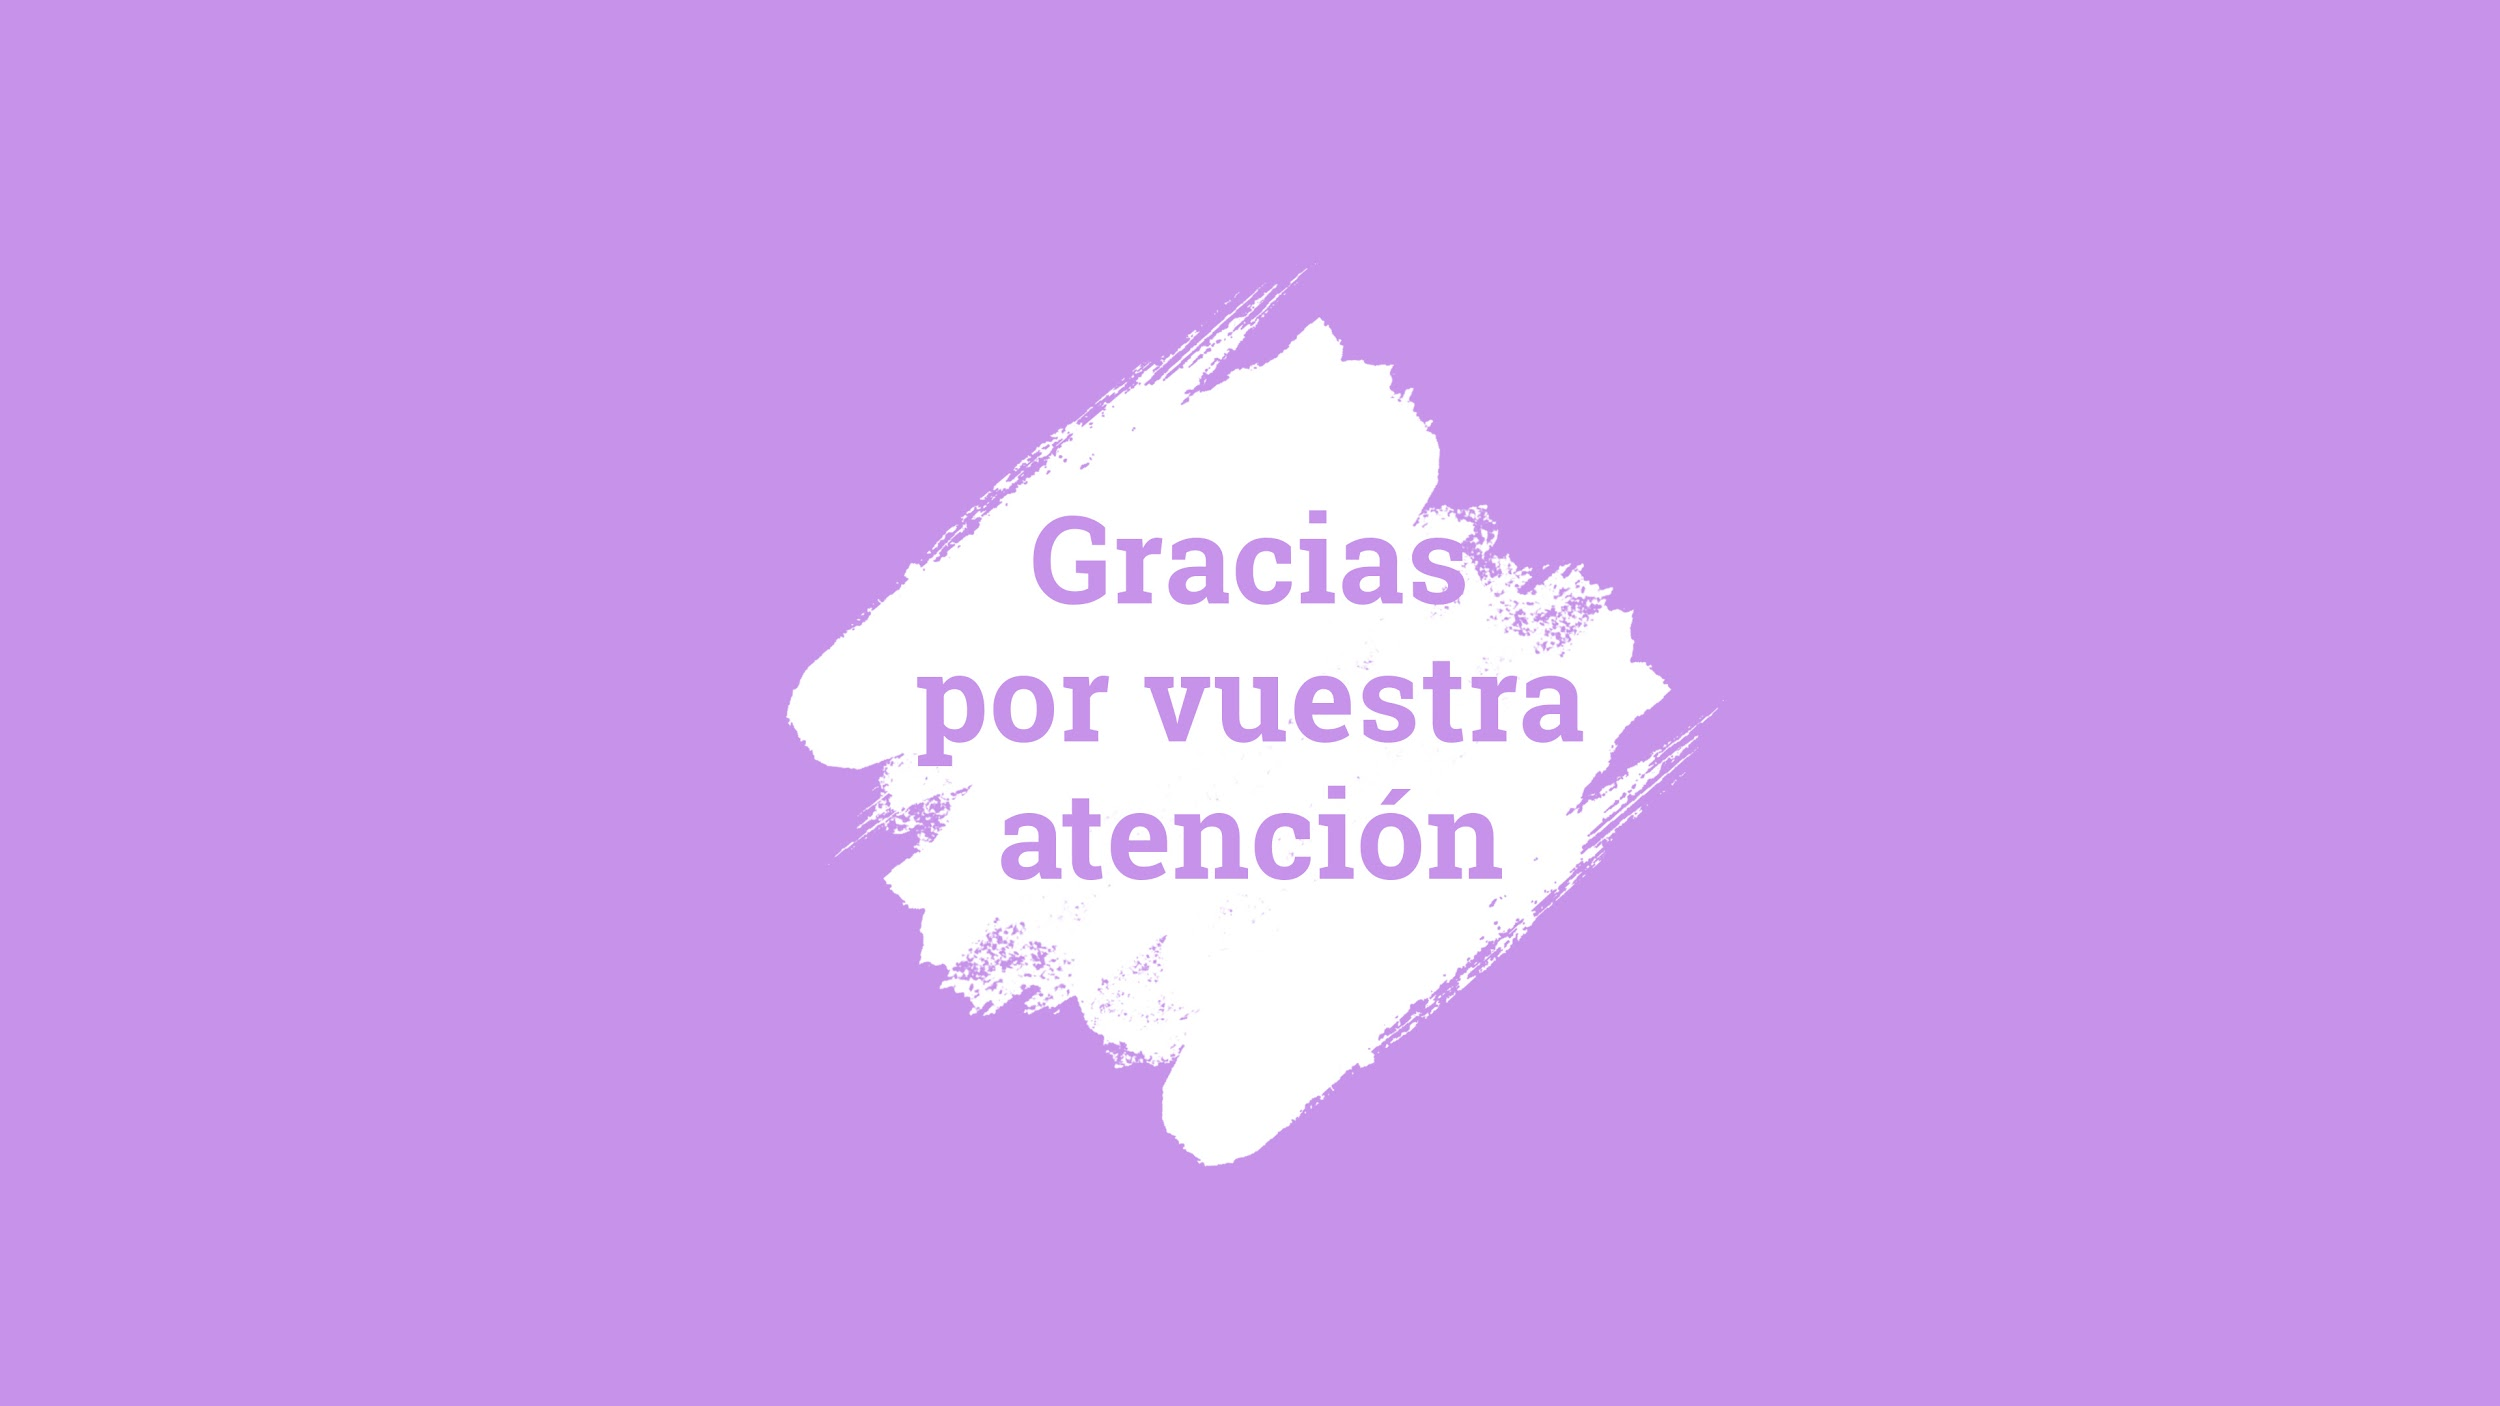 Gracias
por vuestra
atención